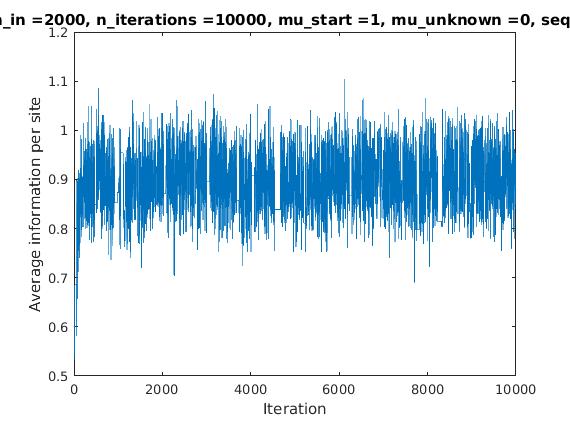 =2000, n_iterations =10000, mu_start =1, mu_unknown =0, seq
1.2
1.1
1
0.9
0.8
0.7
0.6
0.5
Average information per site
0 2000 4000 6000 8000 10000
Iteration